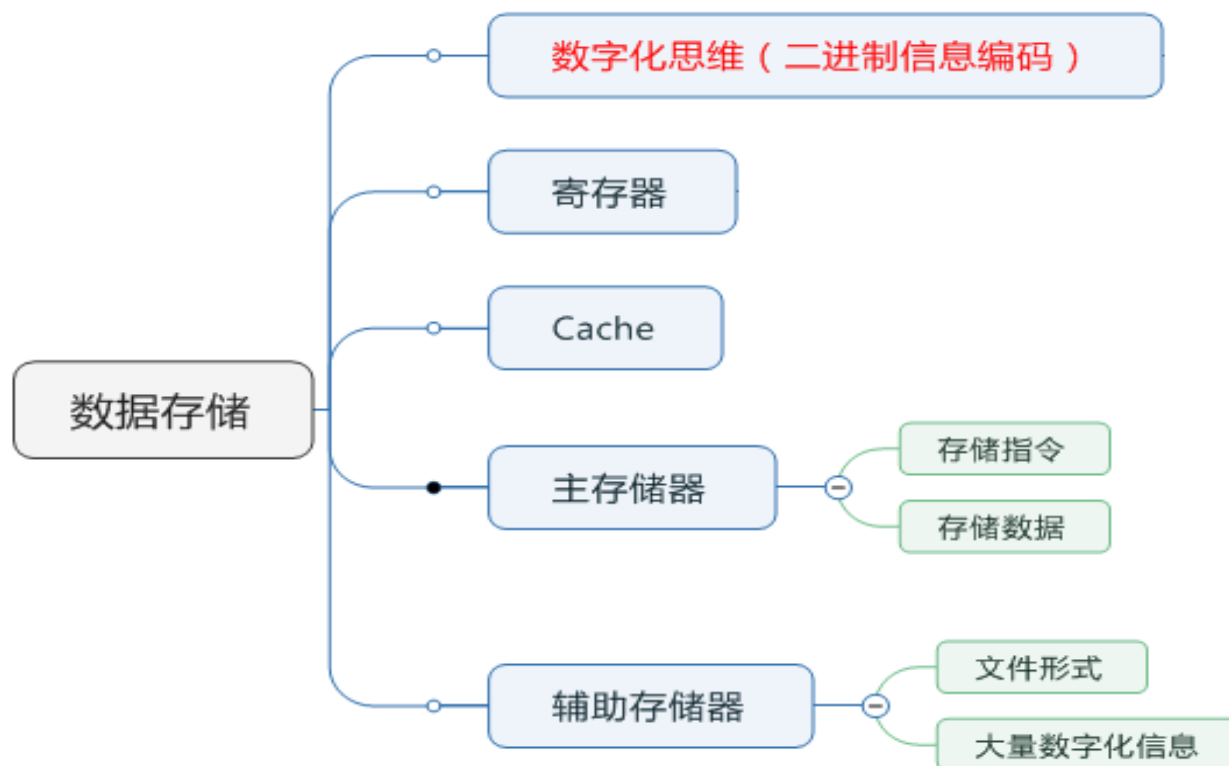 数字化思维（二进制信息编码）
寄存器
Cache
数据存储
主存储器
存储指令
存储数据
辅助存储器
文件形式
大量数字化信息